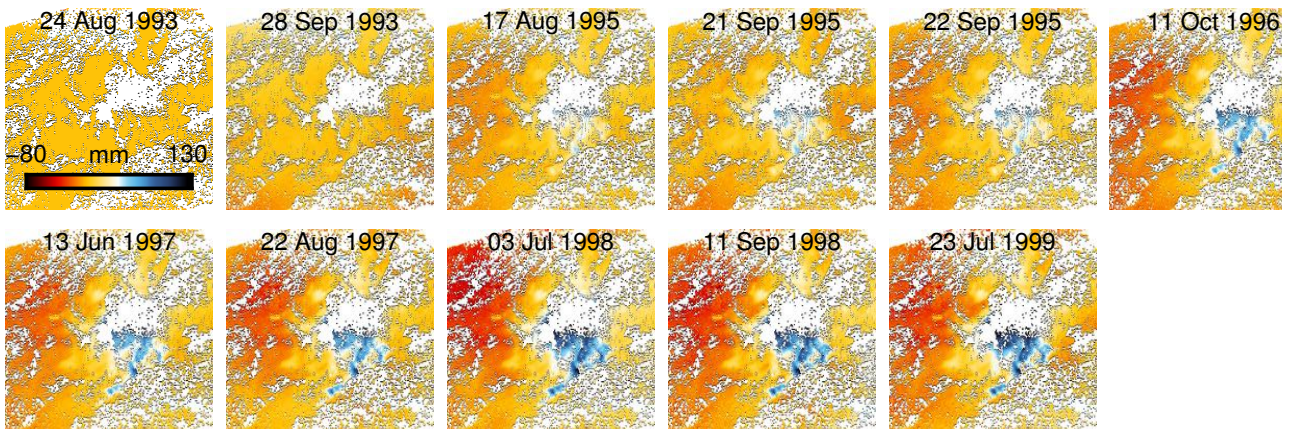 24 Aug 1993
28 Sep 1993
17 Aug 1995
21 Sep 1995
22 Sep 1995
11 Oct 1996
−80 mm 130
13 Jun 1997
22 Aug 1997
03 Jul 1998
11 Sep 1998
23 Jul 1999